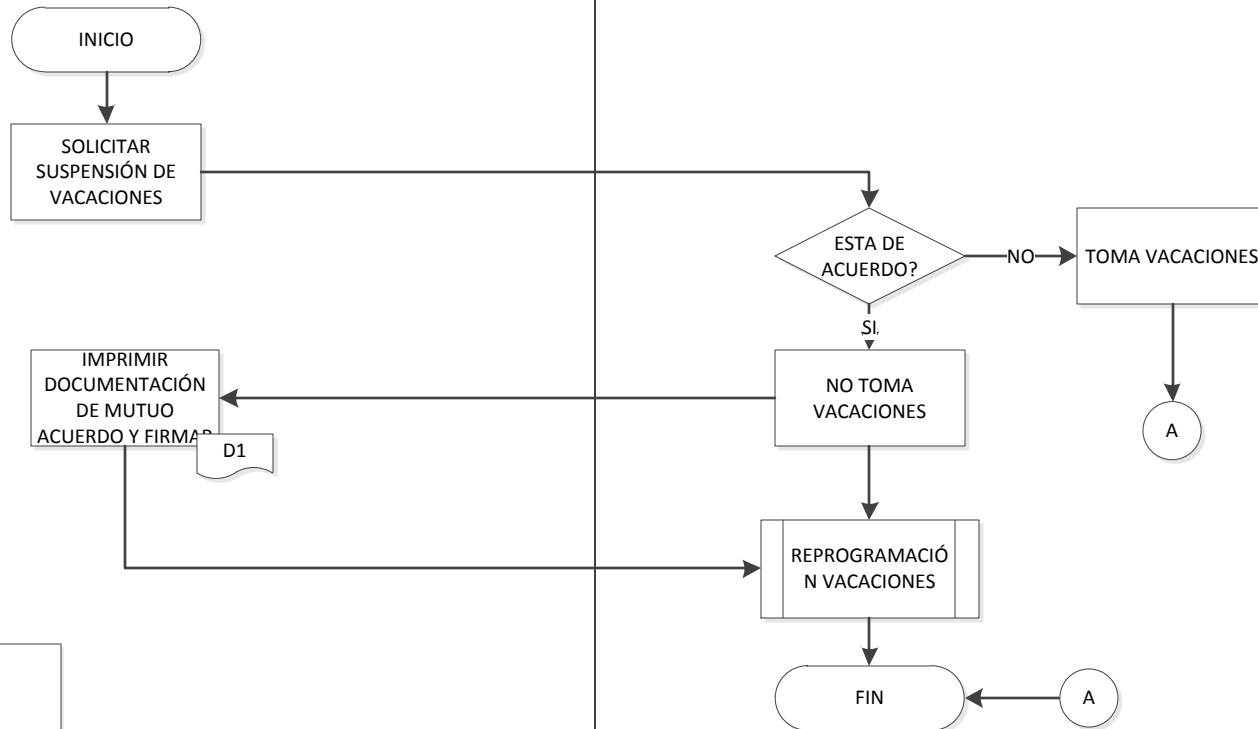 INICIO
SOLICITAR
SUSPENSIÓN DE
VACACIONES
ESTA DE
ACUERDO?
NO
TOMA VACACIONES
SI
IMPRIMIR
DOCUMENTACIÓN
DE MUTUO
ACUERDO Y FIRMAR
D1
NO TOMA
VACACIONES
A
REPROGRAMACIÓ
N VACACIONES
FIN
A